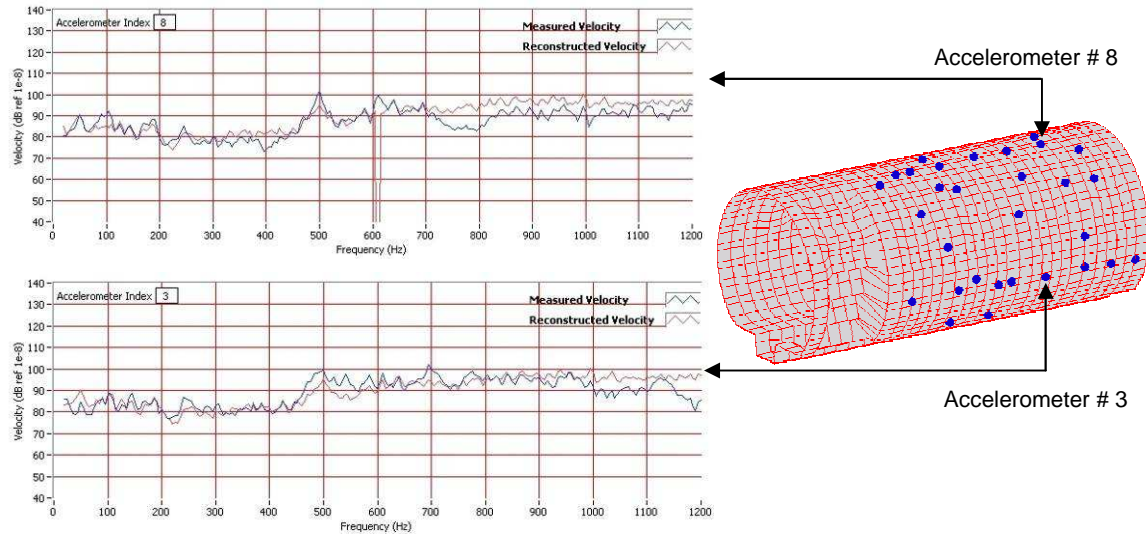 140
130
120
110
100
90
80
70
60
50
40
Velocity (dB ref 1e-8)
Accelerometer Index 8
Measured Velocity
Reconstructed Velocity
0 100 200 300 400 500 600 700 800 900 1000 1100 1200
Frequency (Hz)
Accelerometer # 8
140
130
120
110
100
90
80
70
60
50
40
Velocity (dB ref 1e-8)
Accelerometer Index 3
Measured Velocity
Reconstructed Velocity
0 100 200 300 400 500 600 700 800 900 1000 1100 1200
Frequency (Hz)
Accelerometer # 3